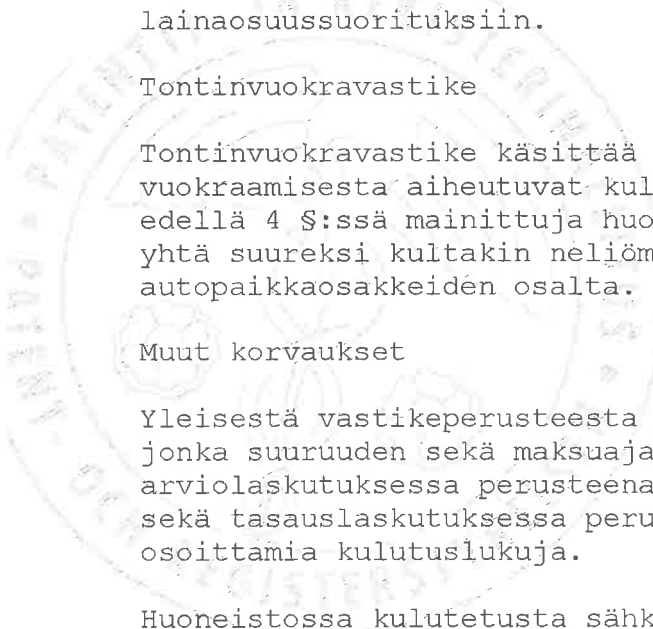 lainaosuussuorituksiin.
Tontinvuokravastike
Tontinvuokravastike käsittää
vuokraamisesta aiheutuvat kul
edellä 4 §:ssä mainittuja huo
yhtä suureksi kultakin neliöm
autopaikkaosakkeiden osalta.
Muut korvaukset
Yleisestä vastikeperusteesta
jonka suuruuden sekä maksuaja
arviolaskutuksessa perusteena
sekä tasauslaskutuksessa peru
osoittamia kulutuslukuja.
Huoneistossa kulutetusta sähk